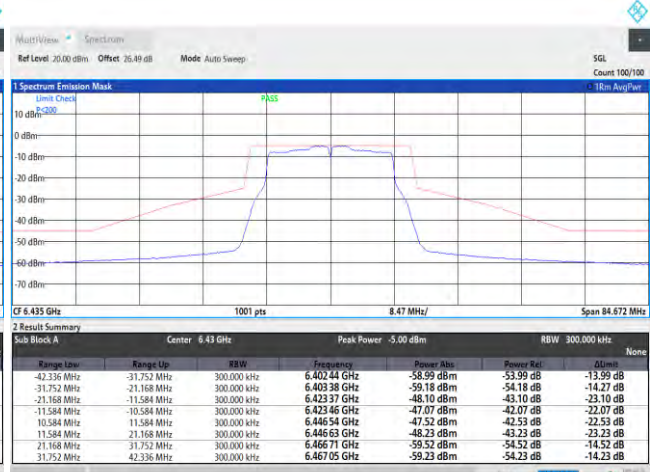 MultiView Spectrum
Ref Level 20.00 dBm Offset 26.49 dB Mode Auto Sweep SGL
Count 100/100
1 Spectrum Emission Mask 1Rm AvgPwr
Limit Check PASS
P<200
10 dBm
0 dBm
-10 dBm
-20 dBm
-30 dBm
-40 dBm
-50 dBm
-60 dBm
-70 dBm
CF 6.435 GHz 1001 pts 8.47 MHz/ Span 84.672 MHz
2 Result Summary
Sub Block A Center 6.43 GHz Peak Power -5.00 dBm RBW 300.000 kHz
None
Range Low Range Up RBW Frequency Power Abs Power Rel ΔLimit
-42.336 MHz -31.752 MHz 300.000 kHz 6.402 44 GHz -58.99 dBm -53.99 dB -13.99 dB
-31.752 MHz -21.168 MHz 300.000 kHz 6.403 38 GHz -59.18 dBm -54.18 dB -14.27 dB
-21.168 MHz -11.584 MHz 300.000 kHz 6.423 37 GHz -48.10 dBm -43.10 dB -23.10 dB
-11.584 MHz -10.584 MHz 300.000 kHz 6.423 46 GHz -47.07 dBm -42.07 dB -22.07 dB
10.584 MHz 11.584 MHz 300.000 kHz 6.446 54 GHz -47.52 dBm -42.53 dB -22.53 dB
11.584 MHz 21.168 MHz 300.000 kHz 6.446 63 GHz -48.23 dBm -43.23 dB -23.23 dB
21.168 MHz 31.752 MHz 300.000 kHz 6.466 71 GHz -59.52 dBm -54.52 dB -14.52 dB
31.752 MHz 42.336 MHz 300.000 kHz 6.467 05 GHz -59.23 dBm -54.23 dB -14.23 dB